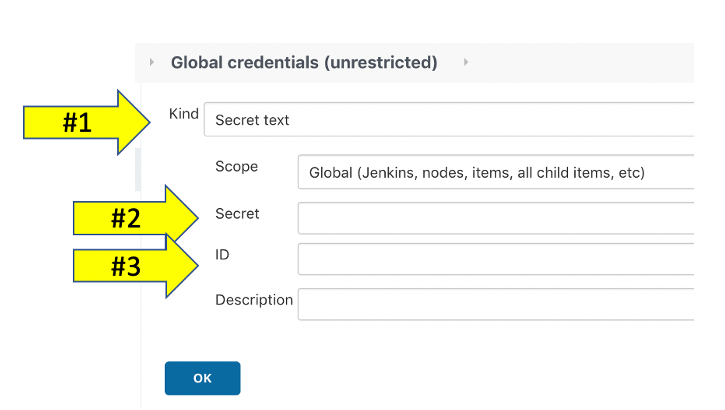 Global credentials (unrestricted)
#1
Kind
Secret text
Scope
Global (Jenkins, nodes, items, all child items, etc)
#2
Secret
#3
ID
Description
OK